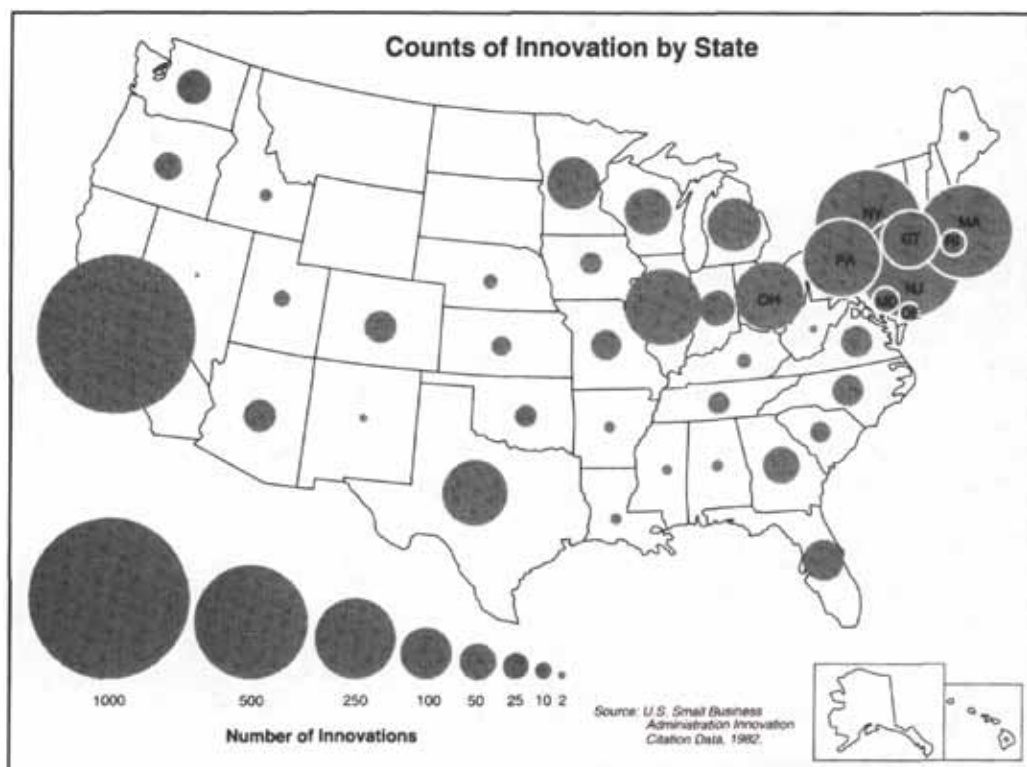 Counts of Innovation by State
NY
MA
CT
RI
PA
NJ
OH
MD
DE
1000
500
250
100
50
25
10
2
Number of Innovations
Source: U.S. Small Business
Administration Innovation
Citation Data, 1982.